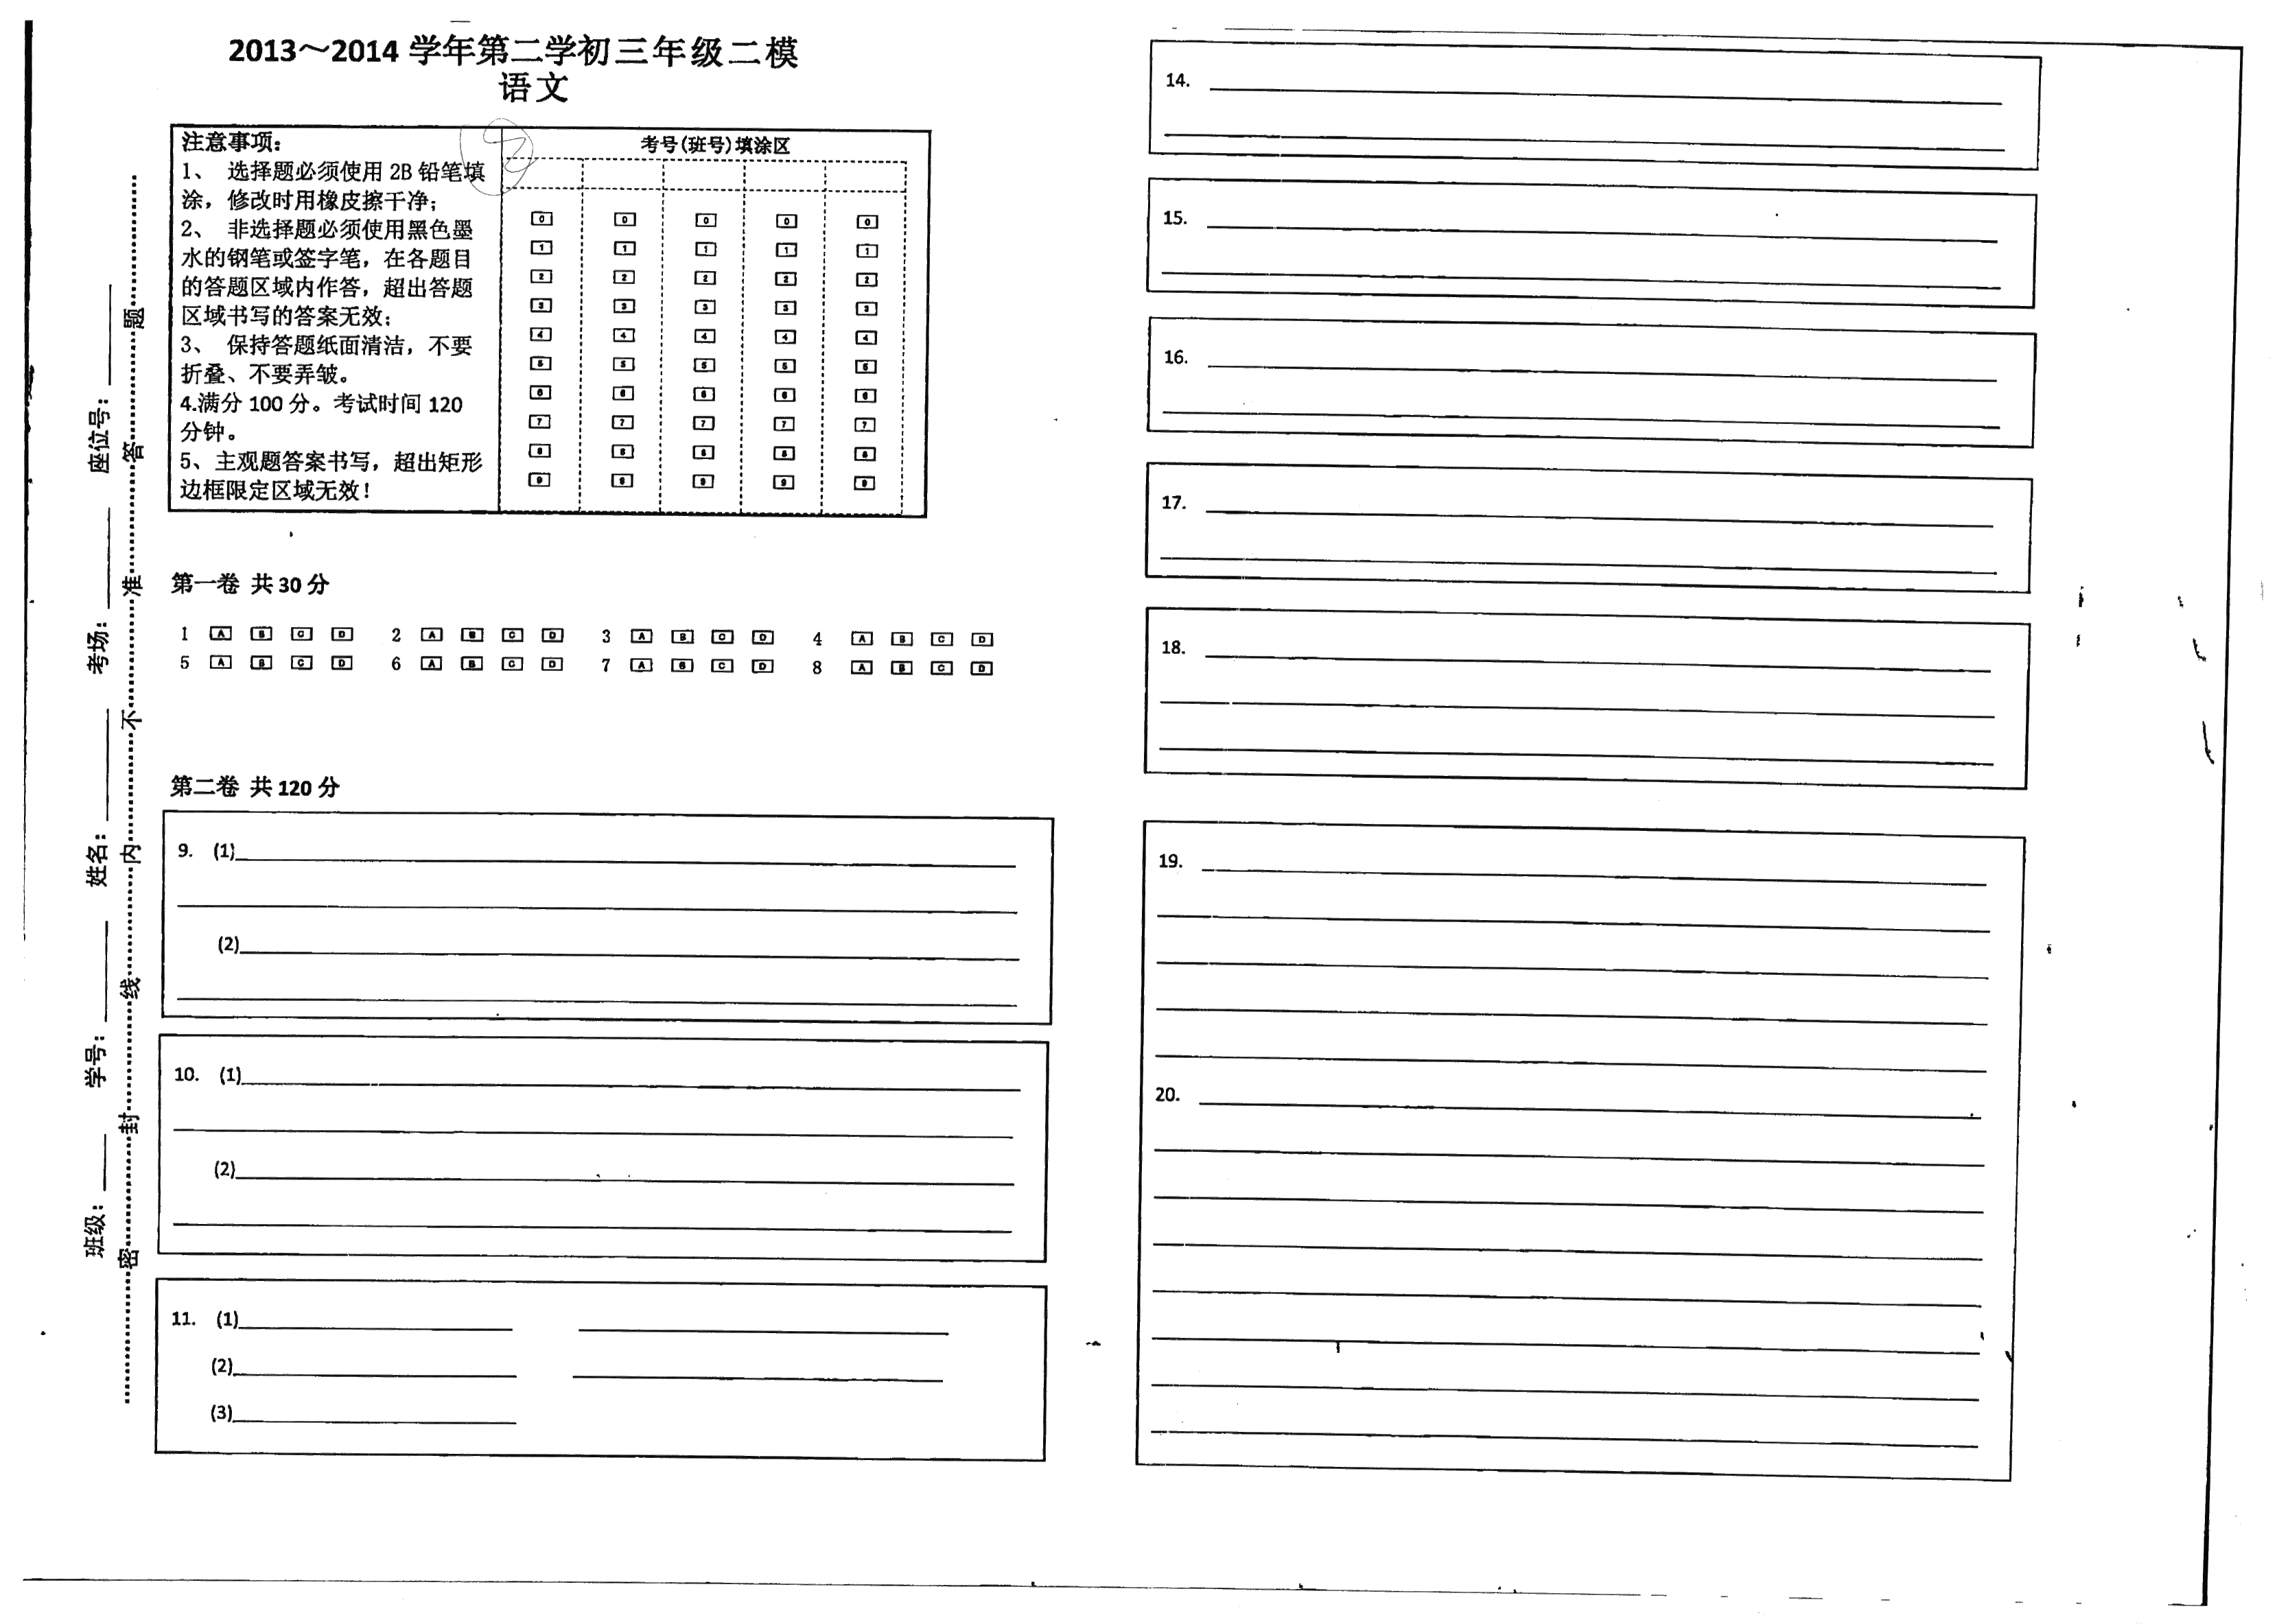 2013～2014 学年第二学初三年级二模
语文
注意事项:
1、 选择题必须使用 2B 铅笔填
涂，修改时用橡皮擦干净;
2、 非选择题必须使用黑色墨
水的钢笔或签字笔，在各题目
的答题区域内作答，超出答题
区域书写的答案无效;
3、 保持答题纸面清洁，不要
折叠、不要弄皱。
4.满分 100 分。考试时间 120
分钟。
5、主观题答案书写，超出矩形
边框限定区域无效!
考号(班号)填涂区
0 0 0 0 0
1 1 1 1 1
2 2 2 2 2
3 3 3 3 3
4 4 4 4 4
5 5 5 5 5
6 6 6 6 6
7 7 7 7 7
8 8 8 8 8
9 9 9 9 9
班级: 学号: 姓名: 考场: 座位号:
密 封 线 内 不 准 答 题
第一卷 共 30 分
1 A B C D 2 A B C D 3 A B C D 4 A B C D
5 A B C D 6 A B C D 7 A B C D 8 A B C D
第二卷 共 120 分
9. (1)
(2)
10. (1)
(2)
11. (1)
(2)
(3)
14.
15.
16.
17.
18.
19.
20.